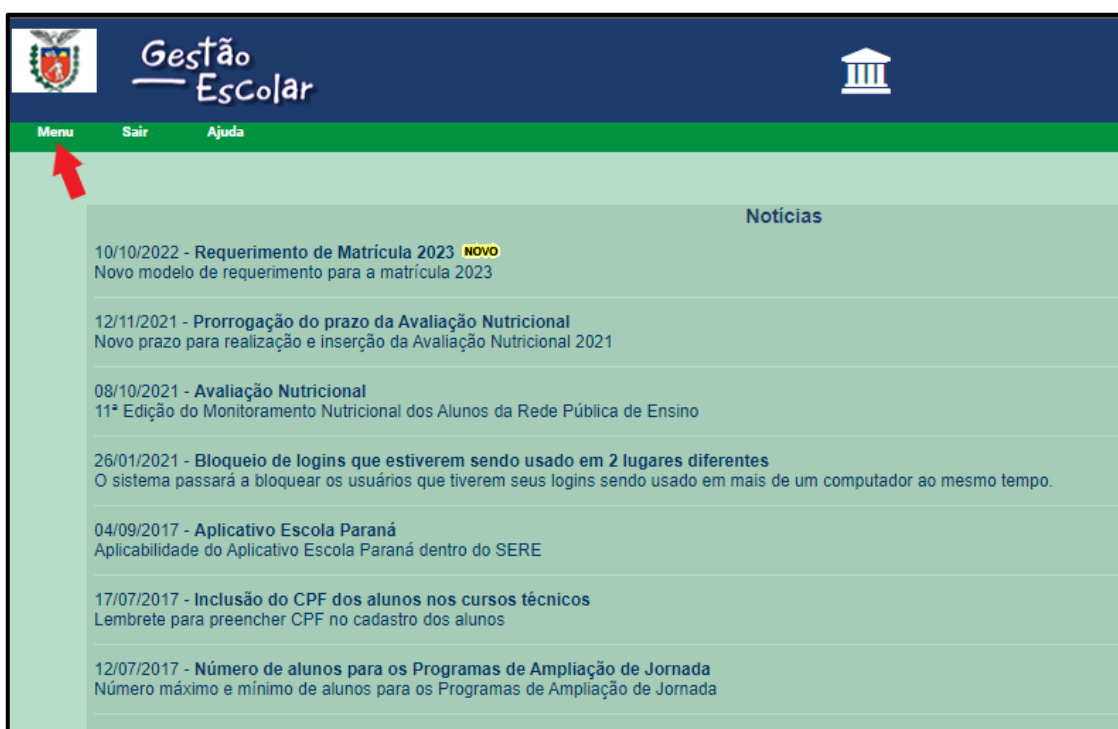 Gestão
Escolar
Menu Sair Ajuda
Notícias
10/10/2022 - Requerimento de Matrícula 2023 NOVO
Novo modelo de requerimento para a matrícula 2023
12/11/2021 - Prorrogação do prazo da Avaliação Nutricional
Novo prazo para realização e inserção da Avaliação Nutricional 2021
08/10/2021 - Avaliação Nutricional
11ª Edição do Monitoramento Nutricional dos Alunos da Rede Pública de Ensino
26/01/2021 - Bloqueio de logins que estiverem sendo usado em 2 lugares diferentes
O sistema passará a bloquear os usuários que tiverem seus logins sendo usado em mais de um computador ao mesmo tempo.
04/09/2017 - Aplicativo Escola Paraná
Aplicabilidade do Aplicativo Escola Paraná dentro do SERE
17/07/2017 - Inclusão do CPF dos alunos nos cursos técnicos
Lembrete para preencher CPF no cadastro dos alunos
12/07/2017 - Número de alunos para os Programas de Ampliação de Jornada
Número máximo e mínimo de alunos para os Programas de Ampliação de Jornada